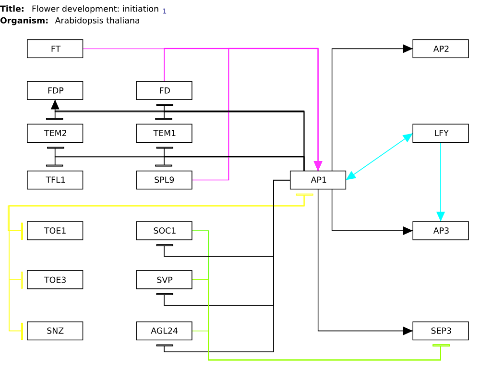 Title: Flower development: initiation 1
Organism: Arabidopsis thaliana
FT
AP2
FDP
FD
TEM2
TEM1
LFY
TFL1
SPL9
AP1
TOE1
SOC1
AP3
TOE3
SVP
SNZ
AGL24
SEP3